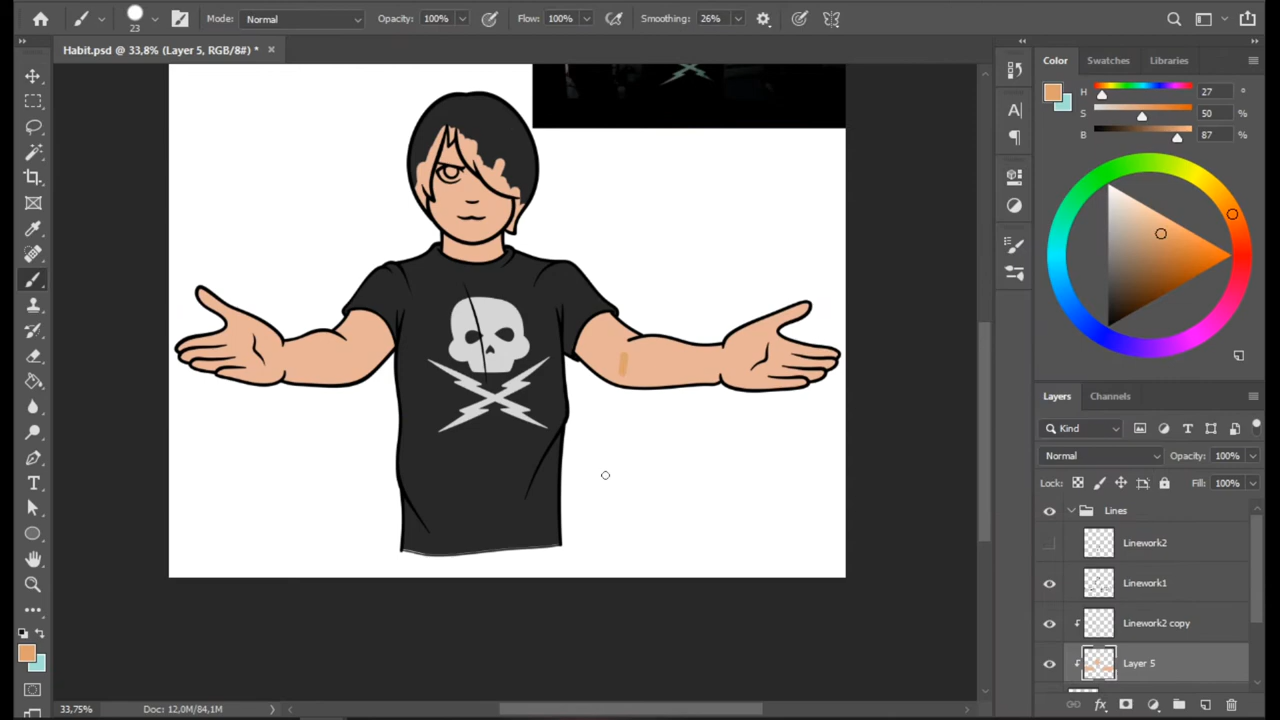 23 Mode: Normal Opacity: 100% Flow: 100% Smoothing: 26%
Habit.psd @ 33,8% (Layer 5, RGB/8#) * ×
Color Swatches Libraries
H 27 °
S 50 %
B 87 %
Layers Channels
Kind
Normal Opacity: 100%
Lock: Fill: 100%
Lines
Linework2
Linework1
Linework2 copy
Layer 5
33,75% Doc: 12,0M/84,1M